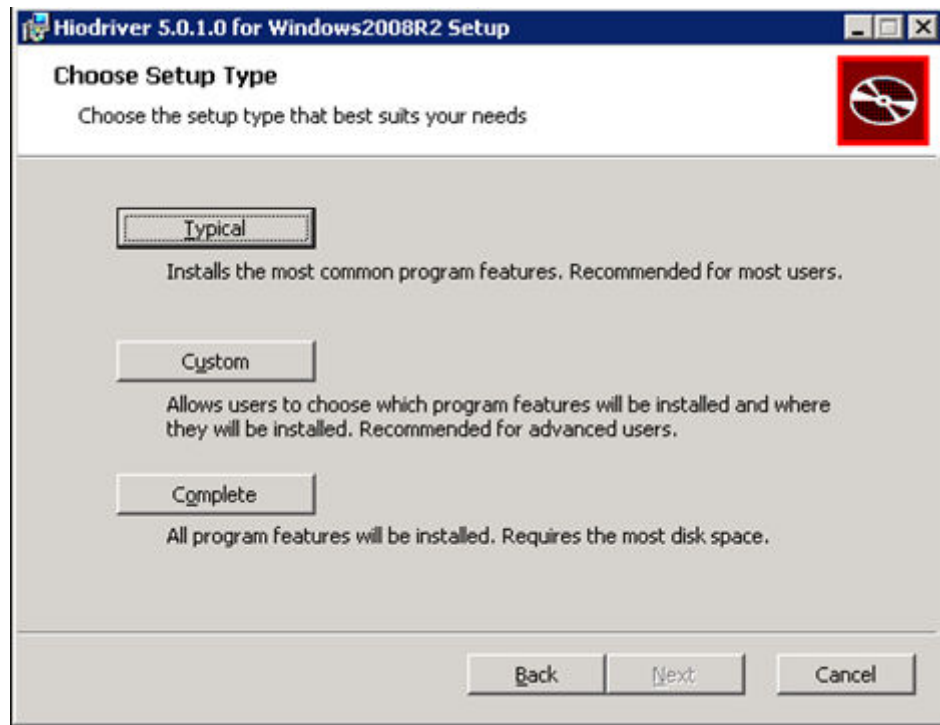 Hiodriver 5.0.1.0 for Windows2008R2 Setup
Choose Setup Type
Choose the setup type that best suits your needs
Typical
Installs the most common program features. Recommended for most users.
Custom
Allows users to choose which program features will be installed and where
they will be installed. Recommended for advanced users.
Complete
All program features will be installed. Requires the most disk space.
Back Next Cancel